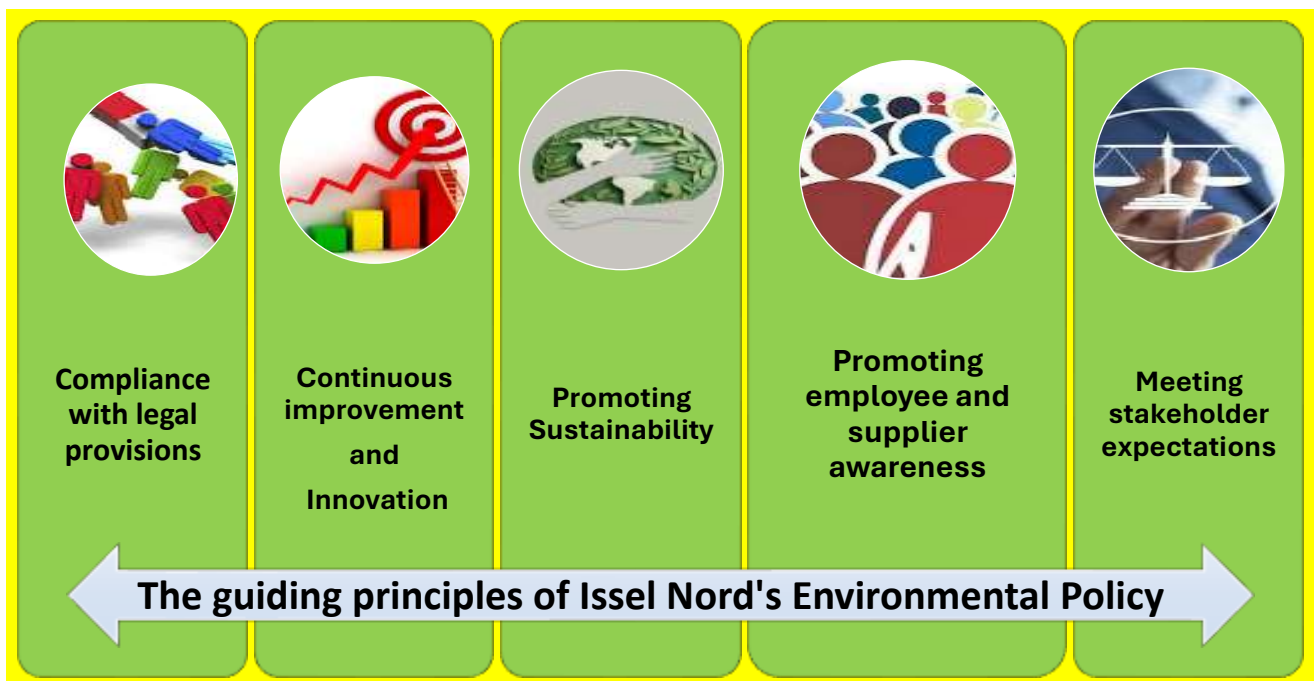 Compliance
with legal
provisions
Continuous
improvement
and
Innovation
Promoting
Sustainability
Promoting
employee and
supplier
awareness
Meeting
stakeholder
expectations
The guiding principles of Issel Nord's Environmental Policy